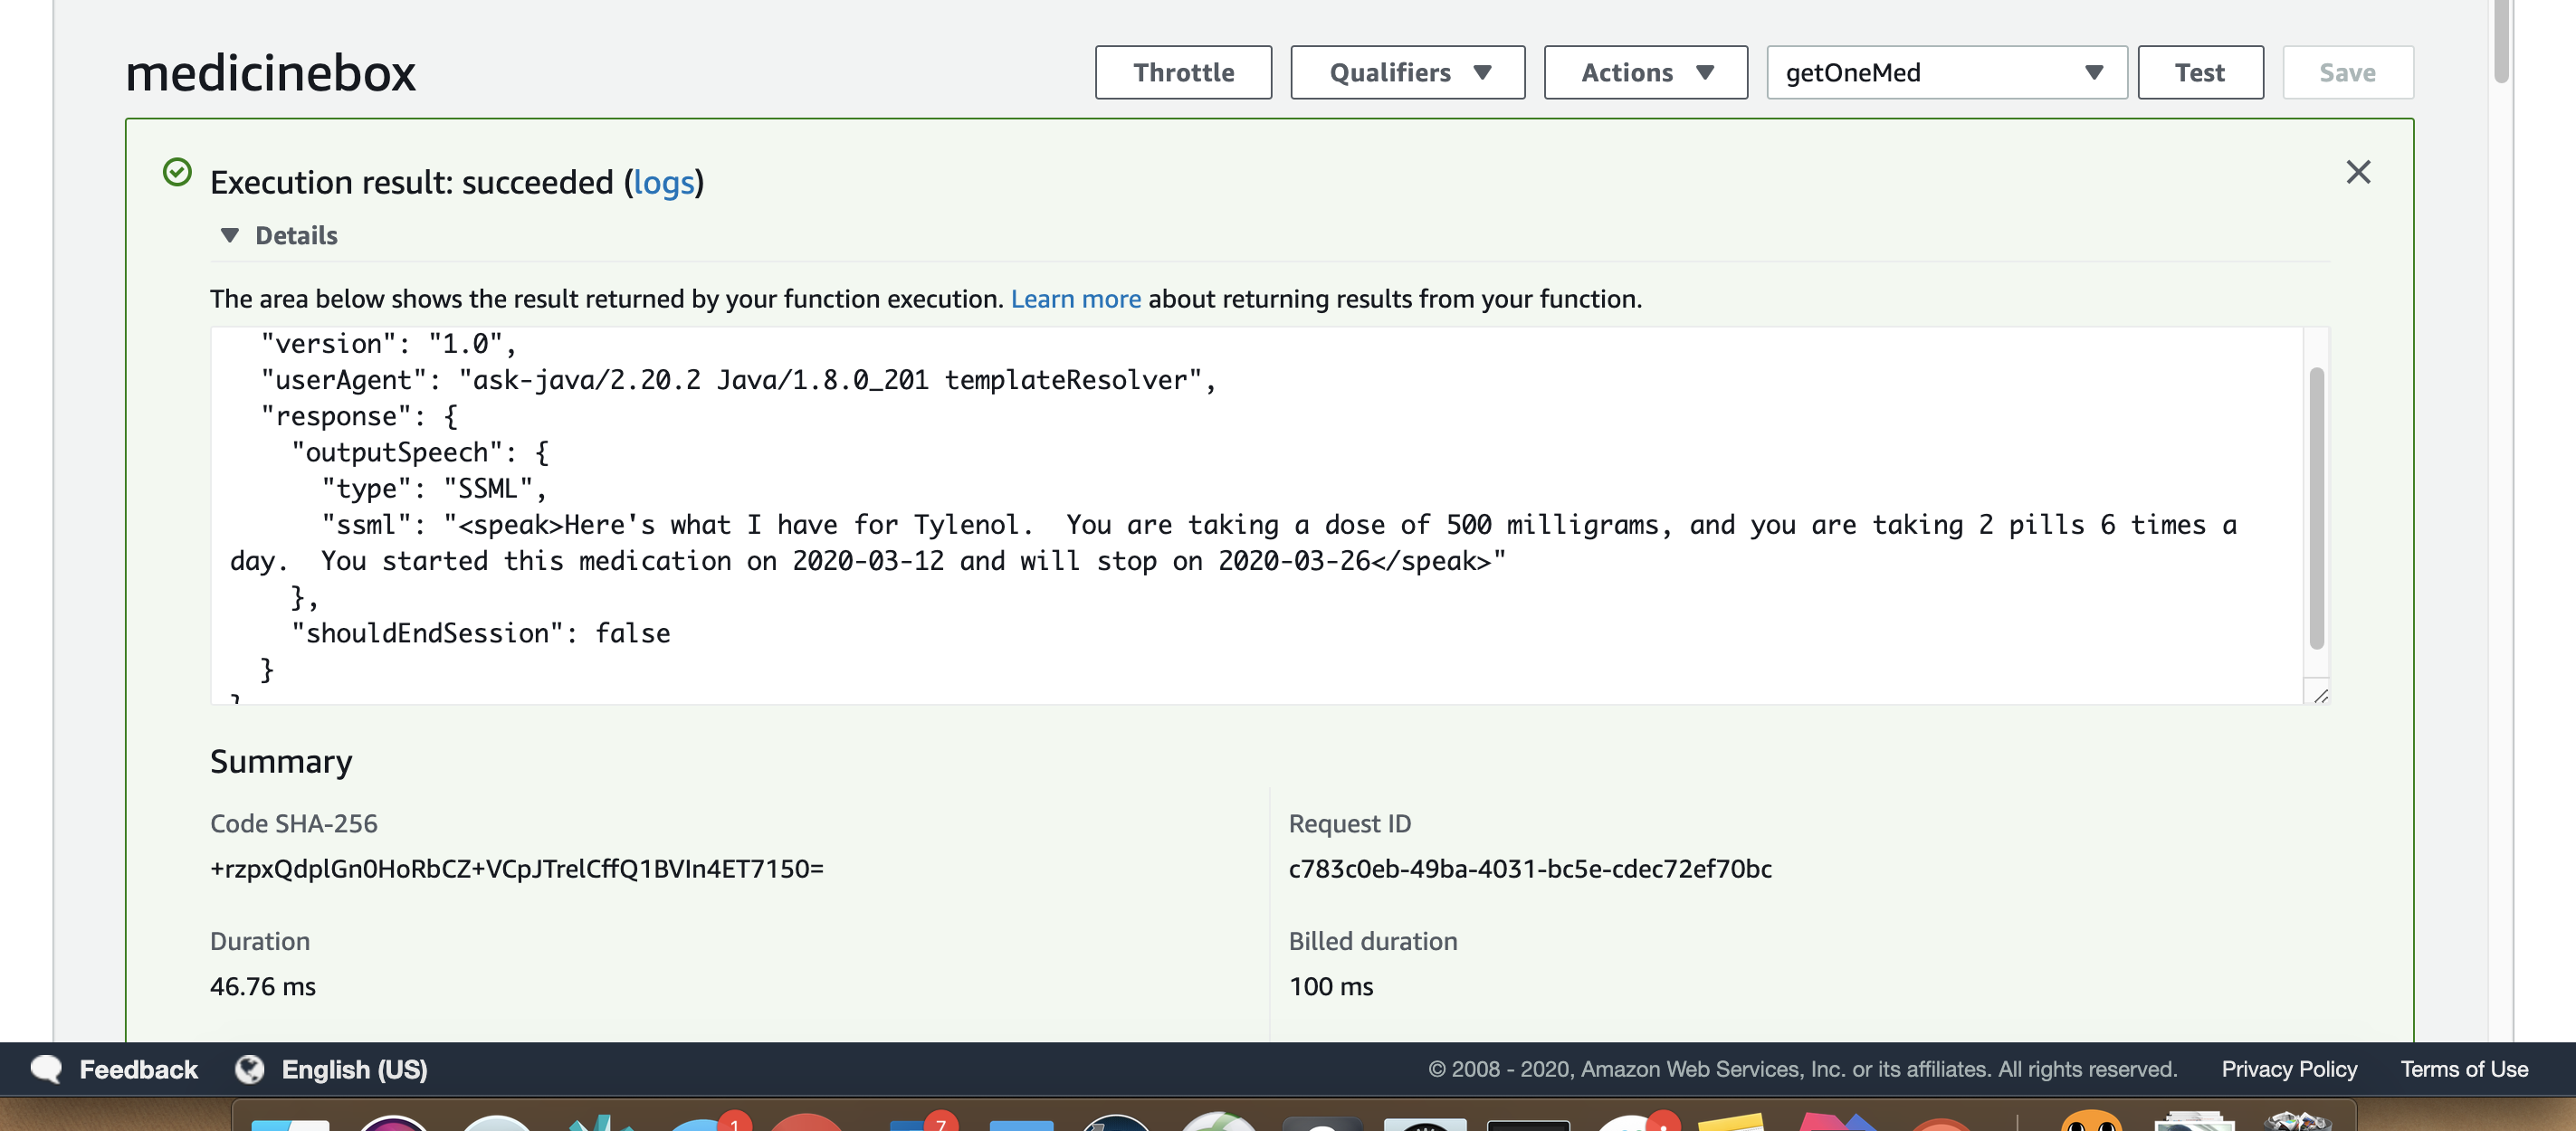 medicinebox
Throttle
Qualifiers
Actions
getOneMed
Test
Save
Execution result: succeeded (logs)
Details
The area below shows the result returned by your function execution. Learn more about returning results from your function.
"version": "1.0",
"userAgent": "ask-java/2.20.2 Java/1.8.0_201 templateResolver",
"response": {
"outputSpeech": {
"type": "SSML",
"ssml": "<speak>Here's what I have for Tylenol.  You are taking a dose of 500 milligrams, and you are taking 2 pills 6 times a
day.  You started this medication on 2020-03-12 and will stop on 2020-03-26</speak>"
},
"shouldEndSession": false
}
}
Summary
Code SHA-256
+rzpxQdplGn0HoRbCZ+VCpJTrelCffQ1BVIn4ET7150=
Request ID
c783c0eb-49ba-4031-bc5e-cdec72ef70bc
Duration
46.76 ms
Billed duration
100 ms
Feedback
English (US)
© 2008 - 2020, Amazon Web Services, Inc. or its affiliates. All rights reserved.
Privacy Policy
Terms of Use
1
7